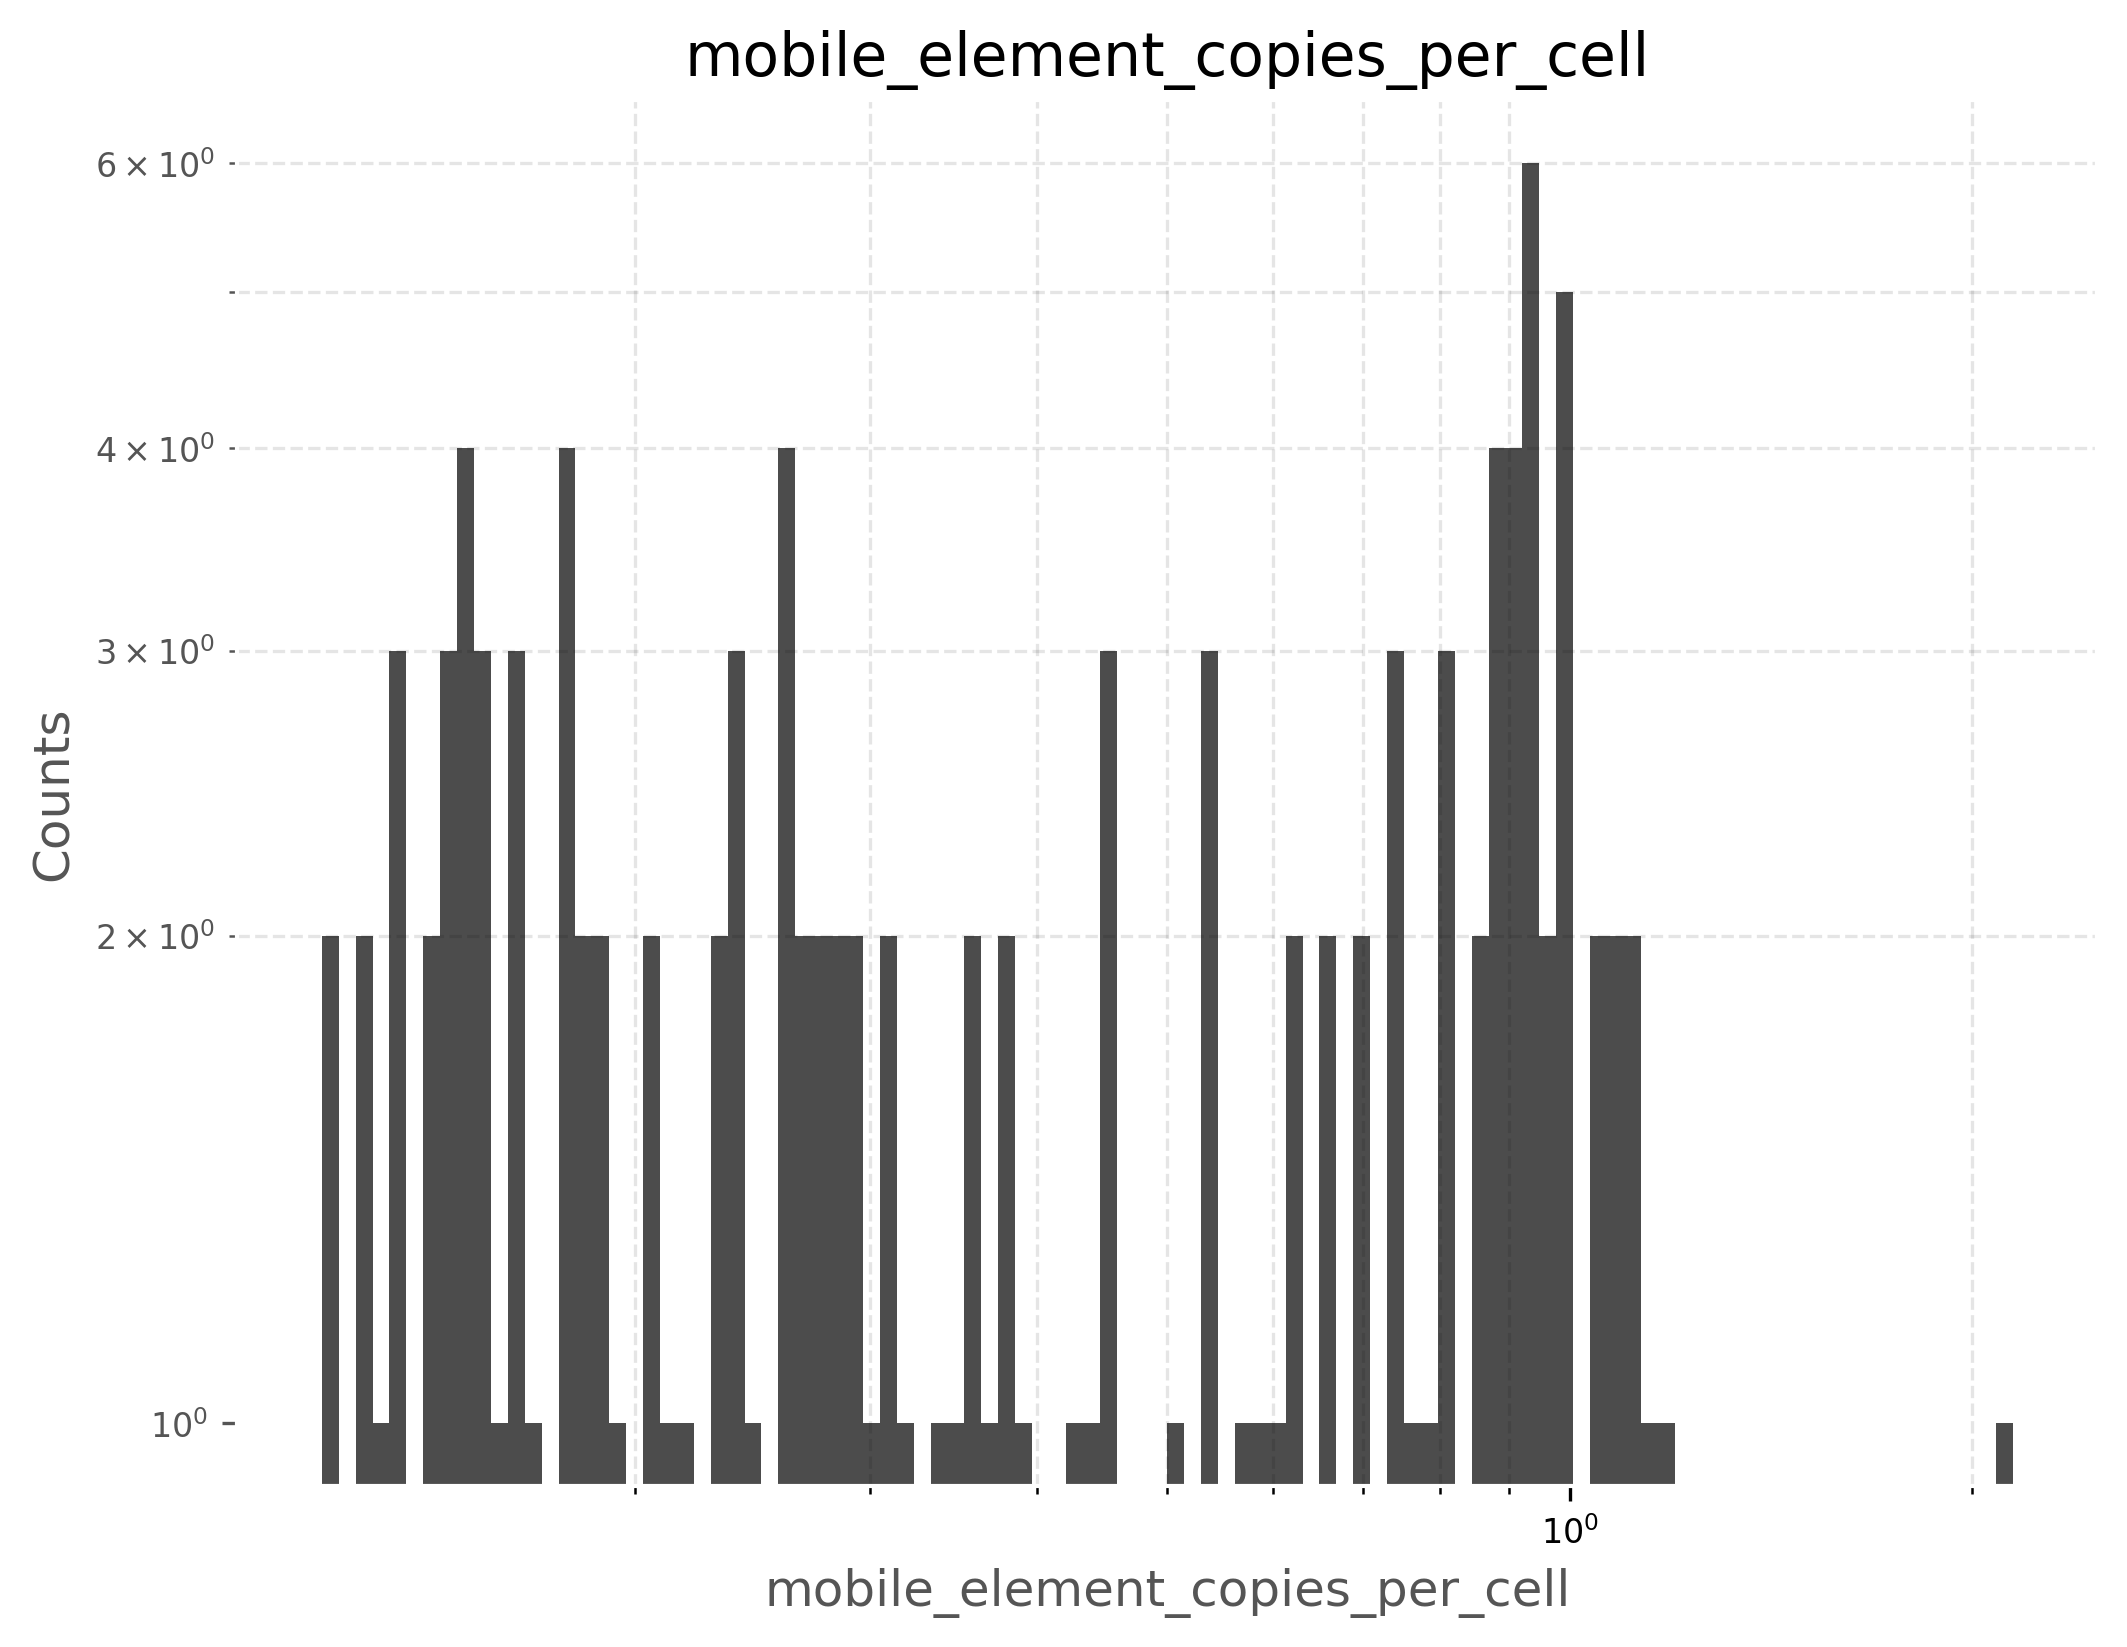 mobile_element_copies_per_cell
6 × 10⁰
4 × 10⁰
3 × 10⁰
2 × 10⁰
10⁰
Counts
10⁰
mobile_element_copies_per_cell